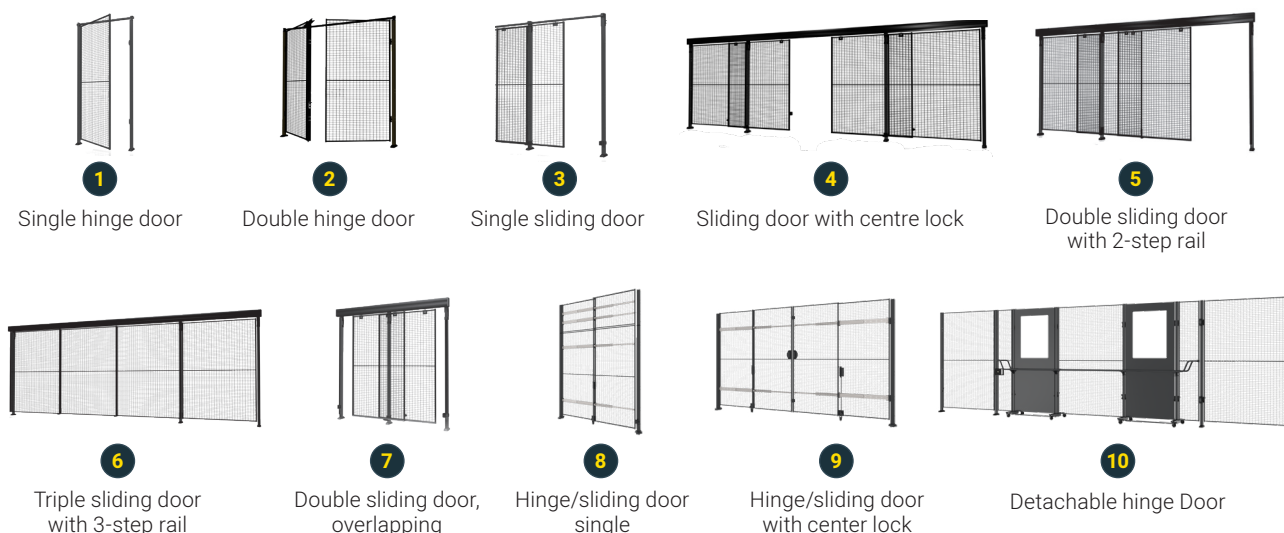 1
2
3
4
5
Single hinge door
Double hinge door
Single sliding door
Sliding door with centre lock
Double sliding door
with 2-step rail
6
7
8
9
10
Triple sliding door
with 3-step rail
Double sliding door,
overlapping
Hinge/sliding door
single
Hinge/sliding door
with center lock
Detachable hinge Door